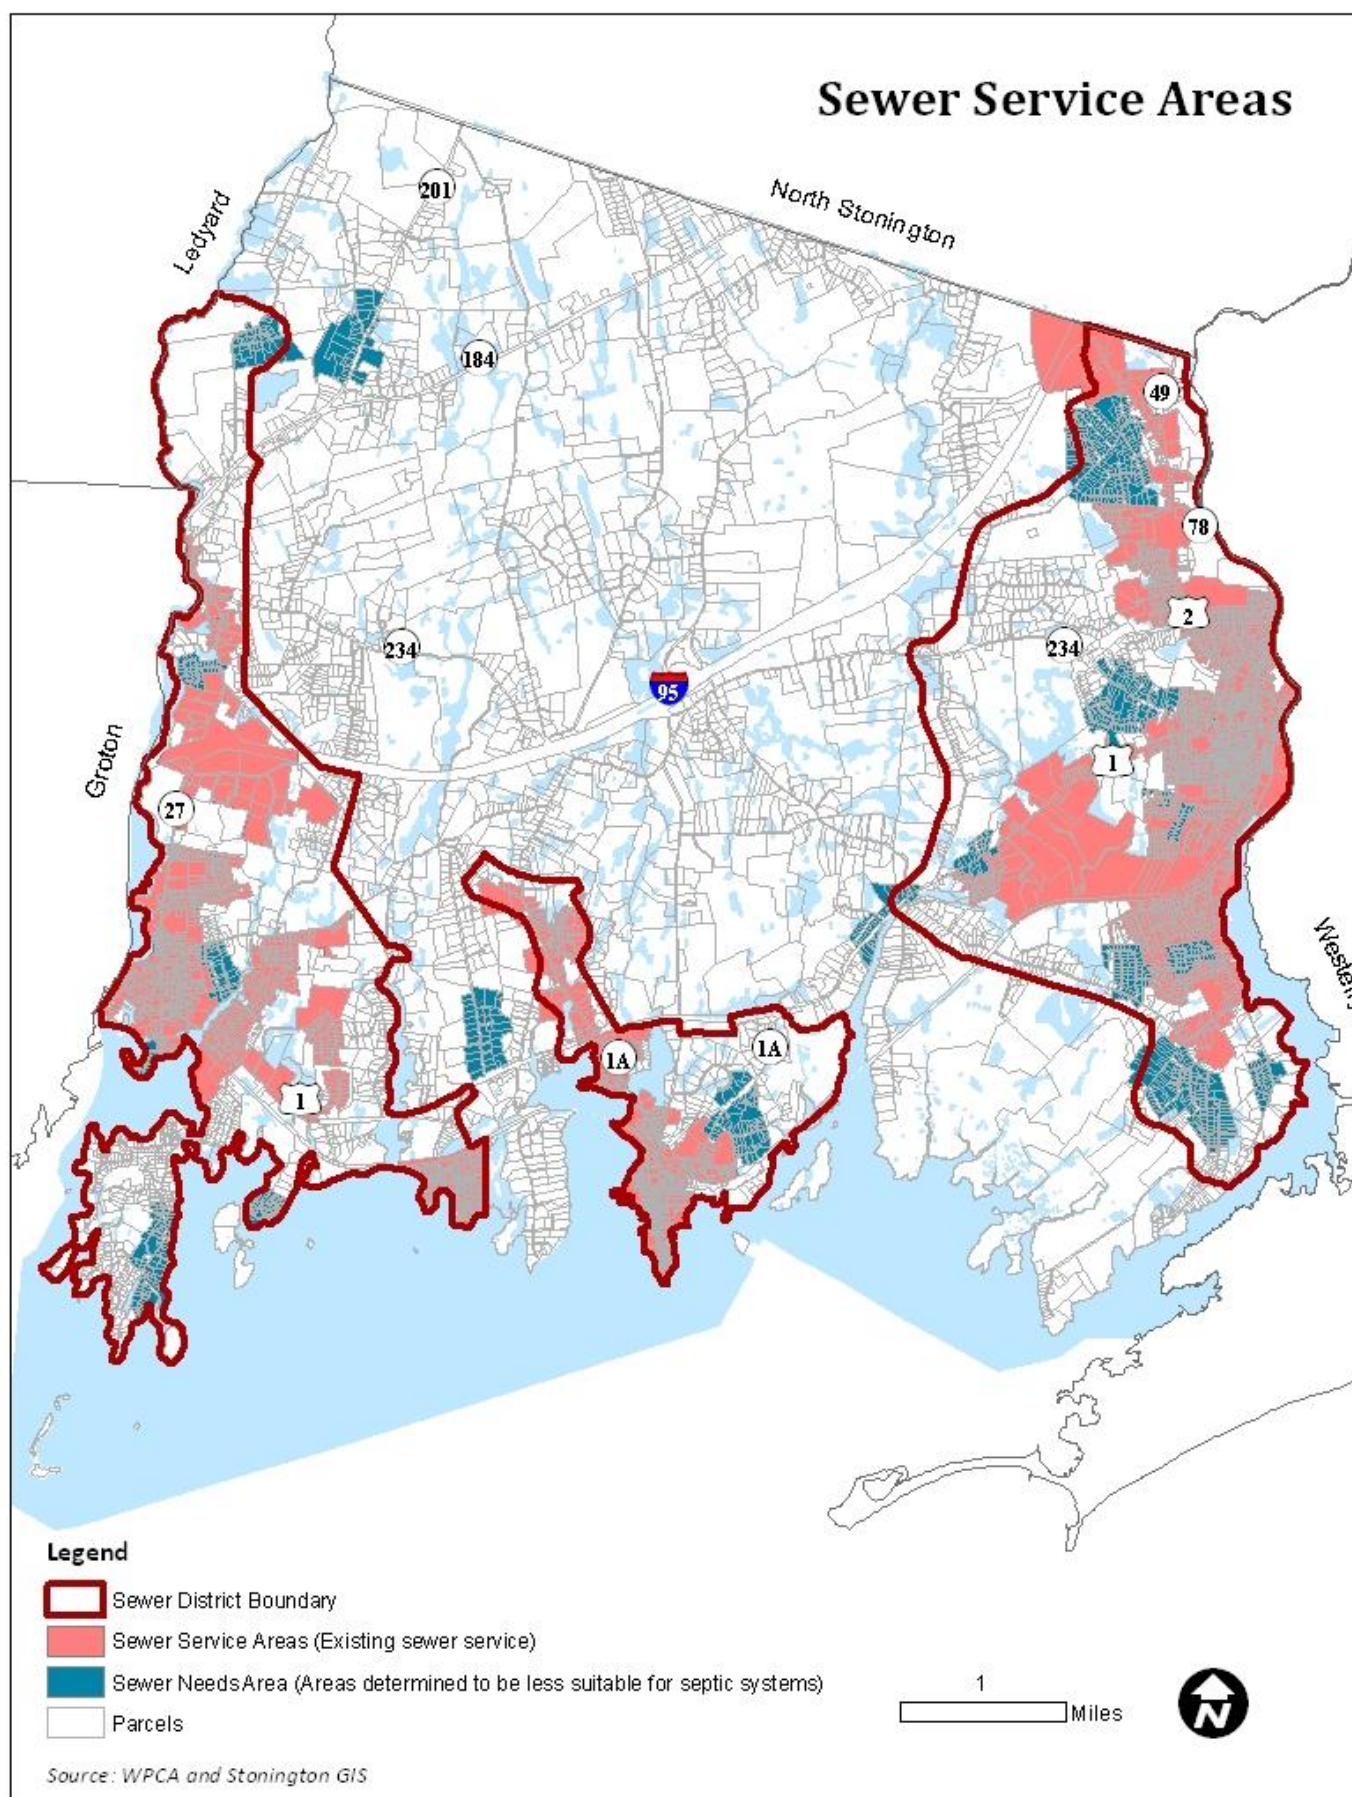 Sewer Service Areas
North Stonington
Ledyard
201
184
49
78
2
234
234
95
1
Groton
27
1A
1A
1
Legend
Sewer District Boundary
Sewer Service Areas (Existing sewer service)
Sewer Needs Area (Areas determined to be less suitable for septic systems)
Parcels
1
Miles
N
Source: WPCA and Stonington GIS